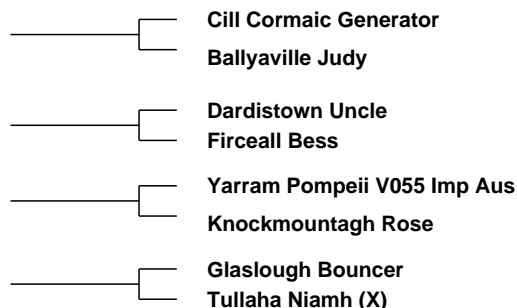 Cill Cormaic Generator
Ballyaville Judy
Dardistown Uncle
Firceall Bess
Yarram Pompeii V055 Imp Aus
Knockmountagh Rose
Glaslough Bouncer
Tullaha Niamh (X)